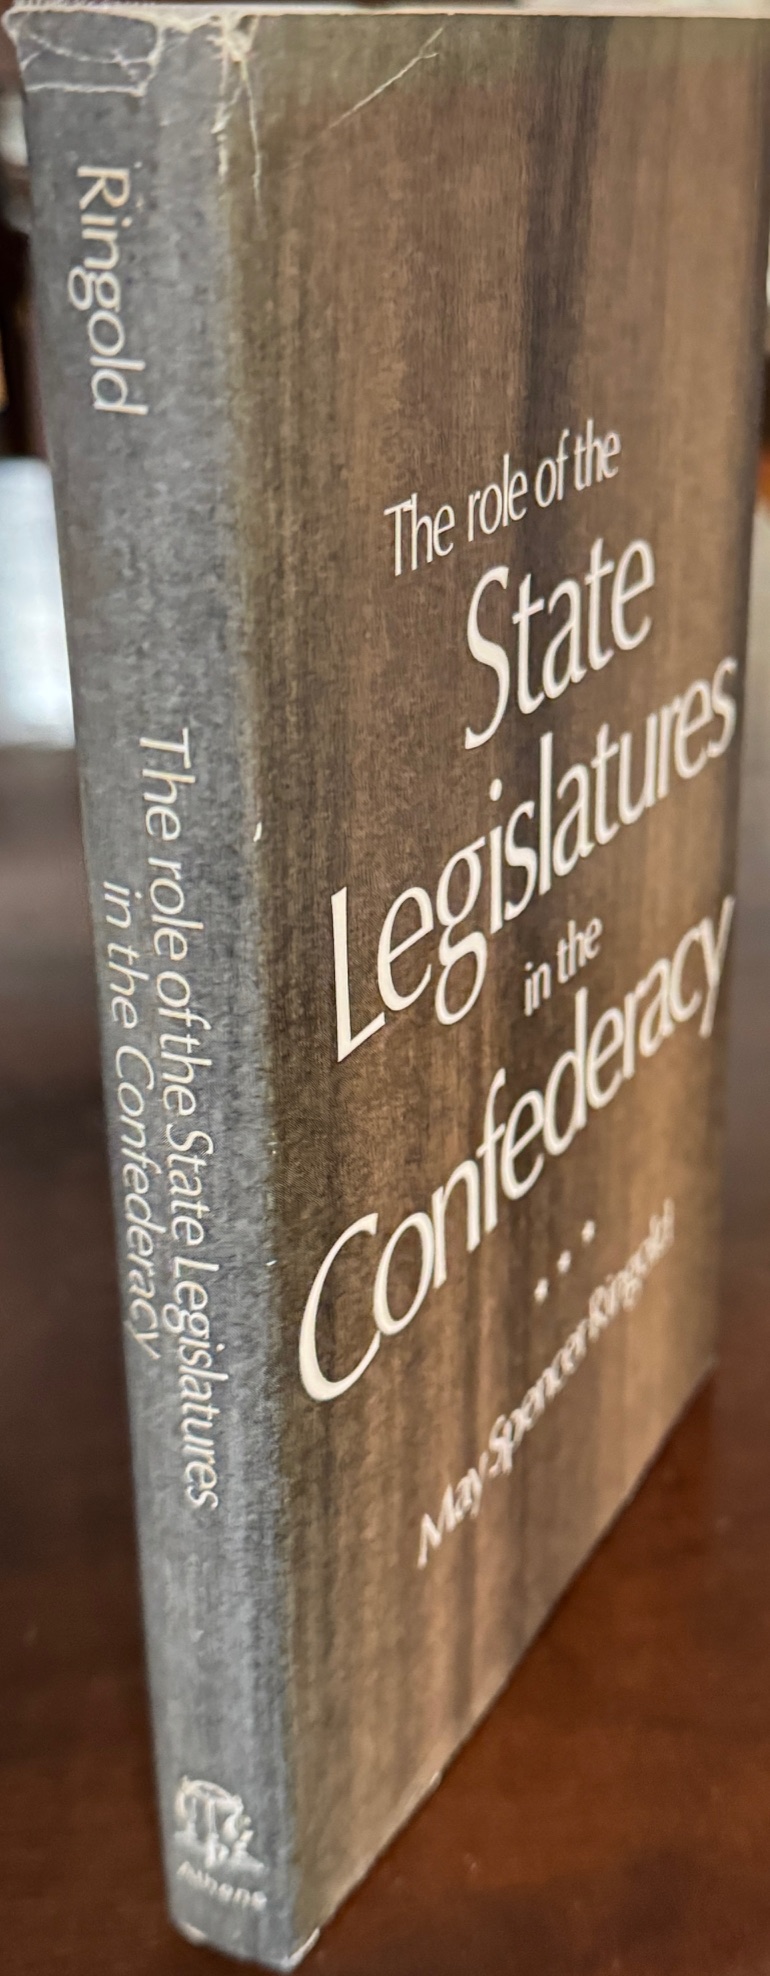 Ringold
The role of the State Legislatures
in the Confederacy
Athens
The role of the
State
Legislatures
in the
Confederacy
May Spencer Ringold